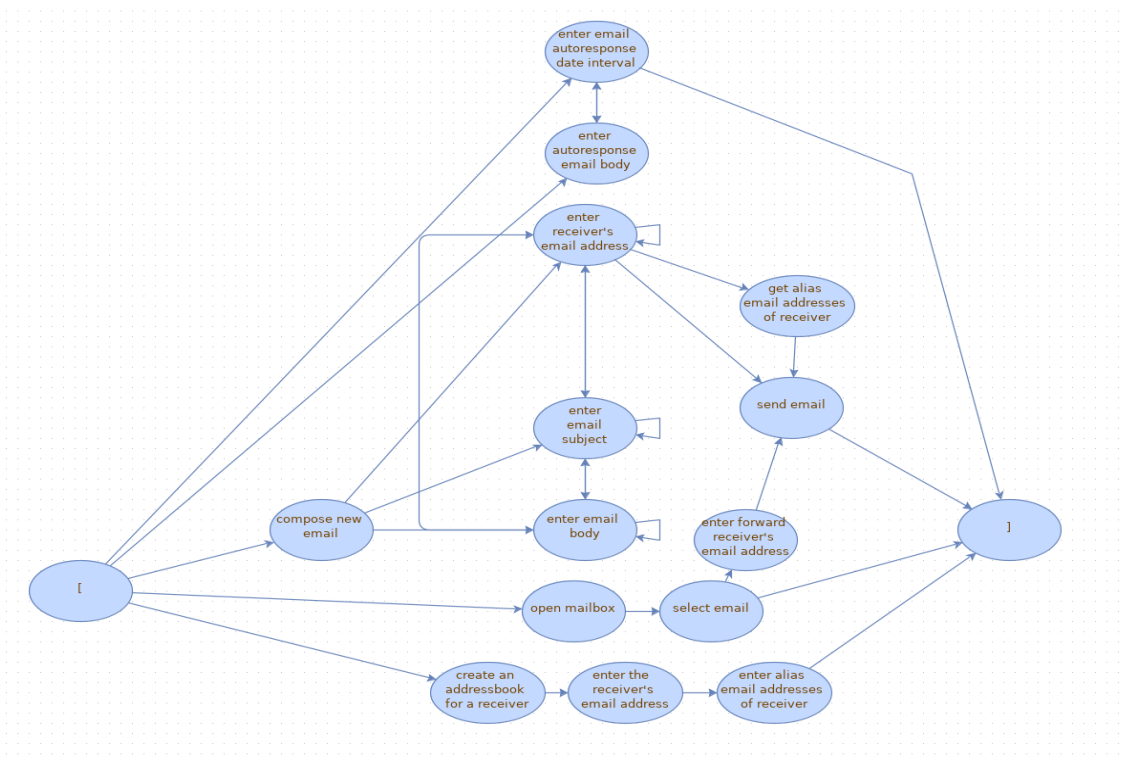 enter email
autoresponse
date interval
enter
autoresponse
email body
enter
receiver's
email address
get alias
email addresses
of receiver
send email
enter
email
subject
compose new
email
enter email
body
enter forward
receiver's
email address
]
[
open mailbox
select email
create an
addressbook
for a receiver
enter the
receiver's
email address
enter alias
email addresses
of receiver